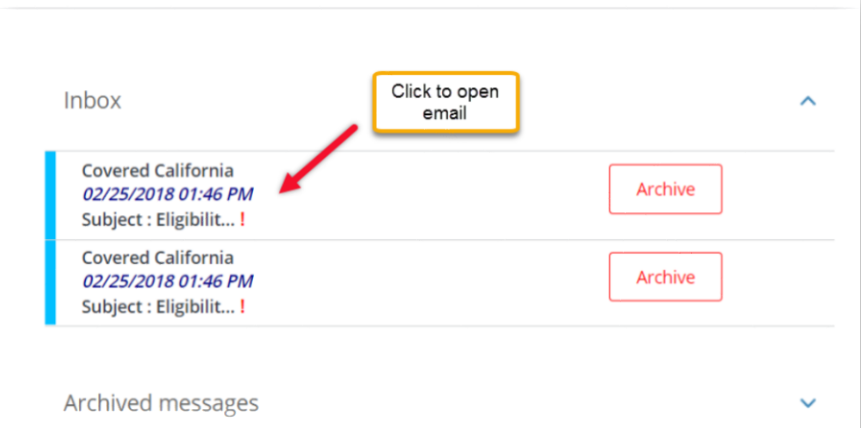 Inbox
Click to open
email
Covered California
02/25/2018 01:46 PM
Subject : Eligibilit... !
Archive
Covered California
02/25/2018 01:46 PM
Subject : Eligibilit... !
Archive
Archived messages